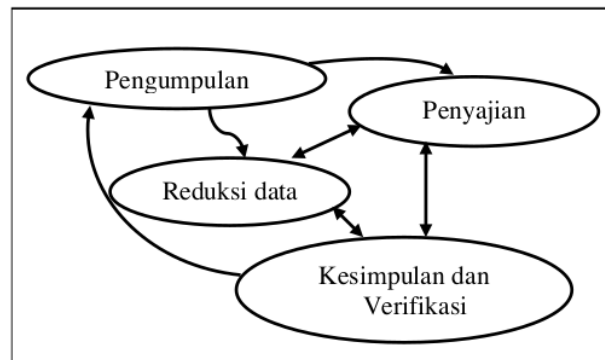 Pengumpulan
Penyajian
Reduksi data
Kesimpulan dan
Verifikasi